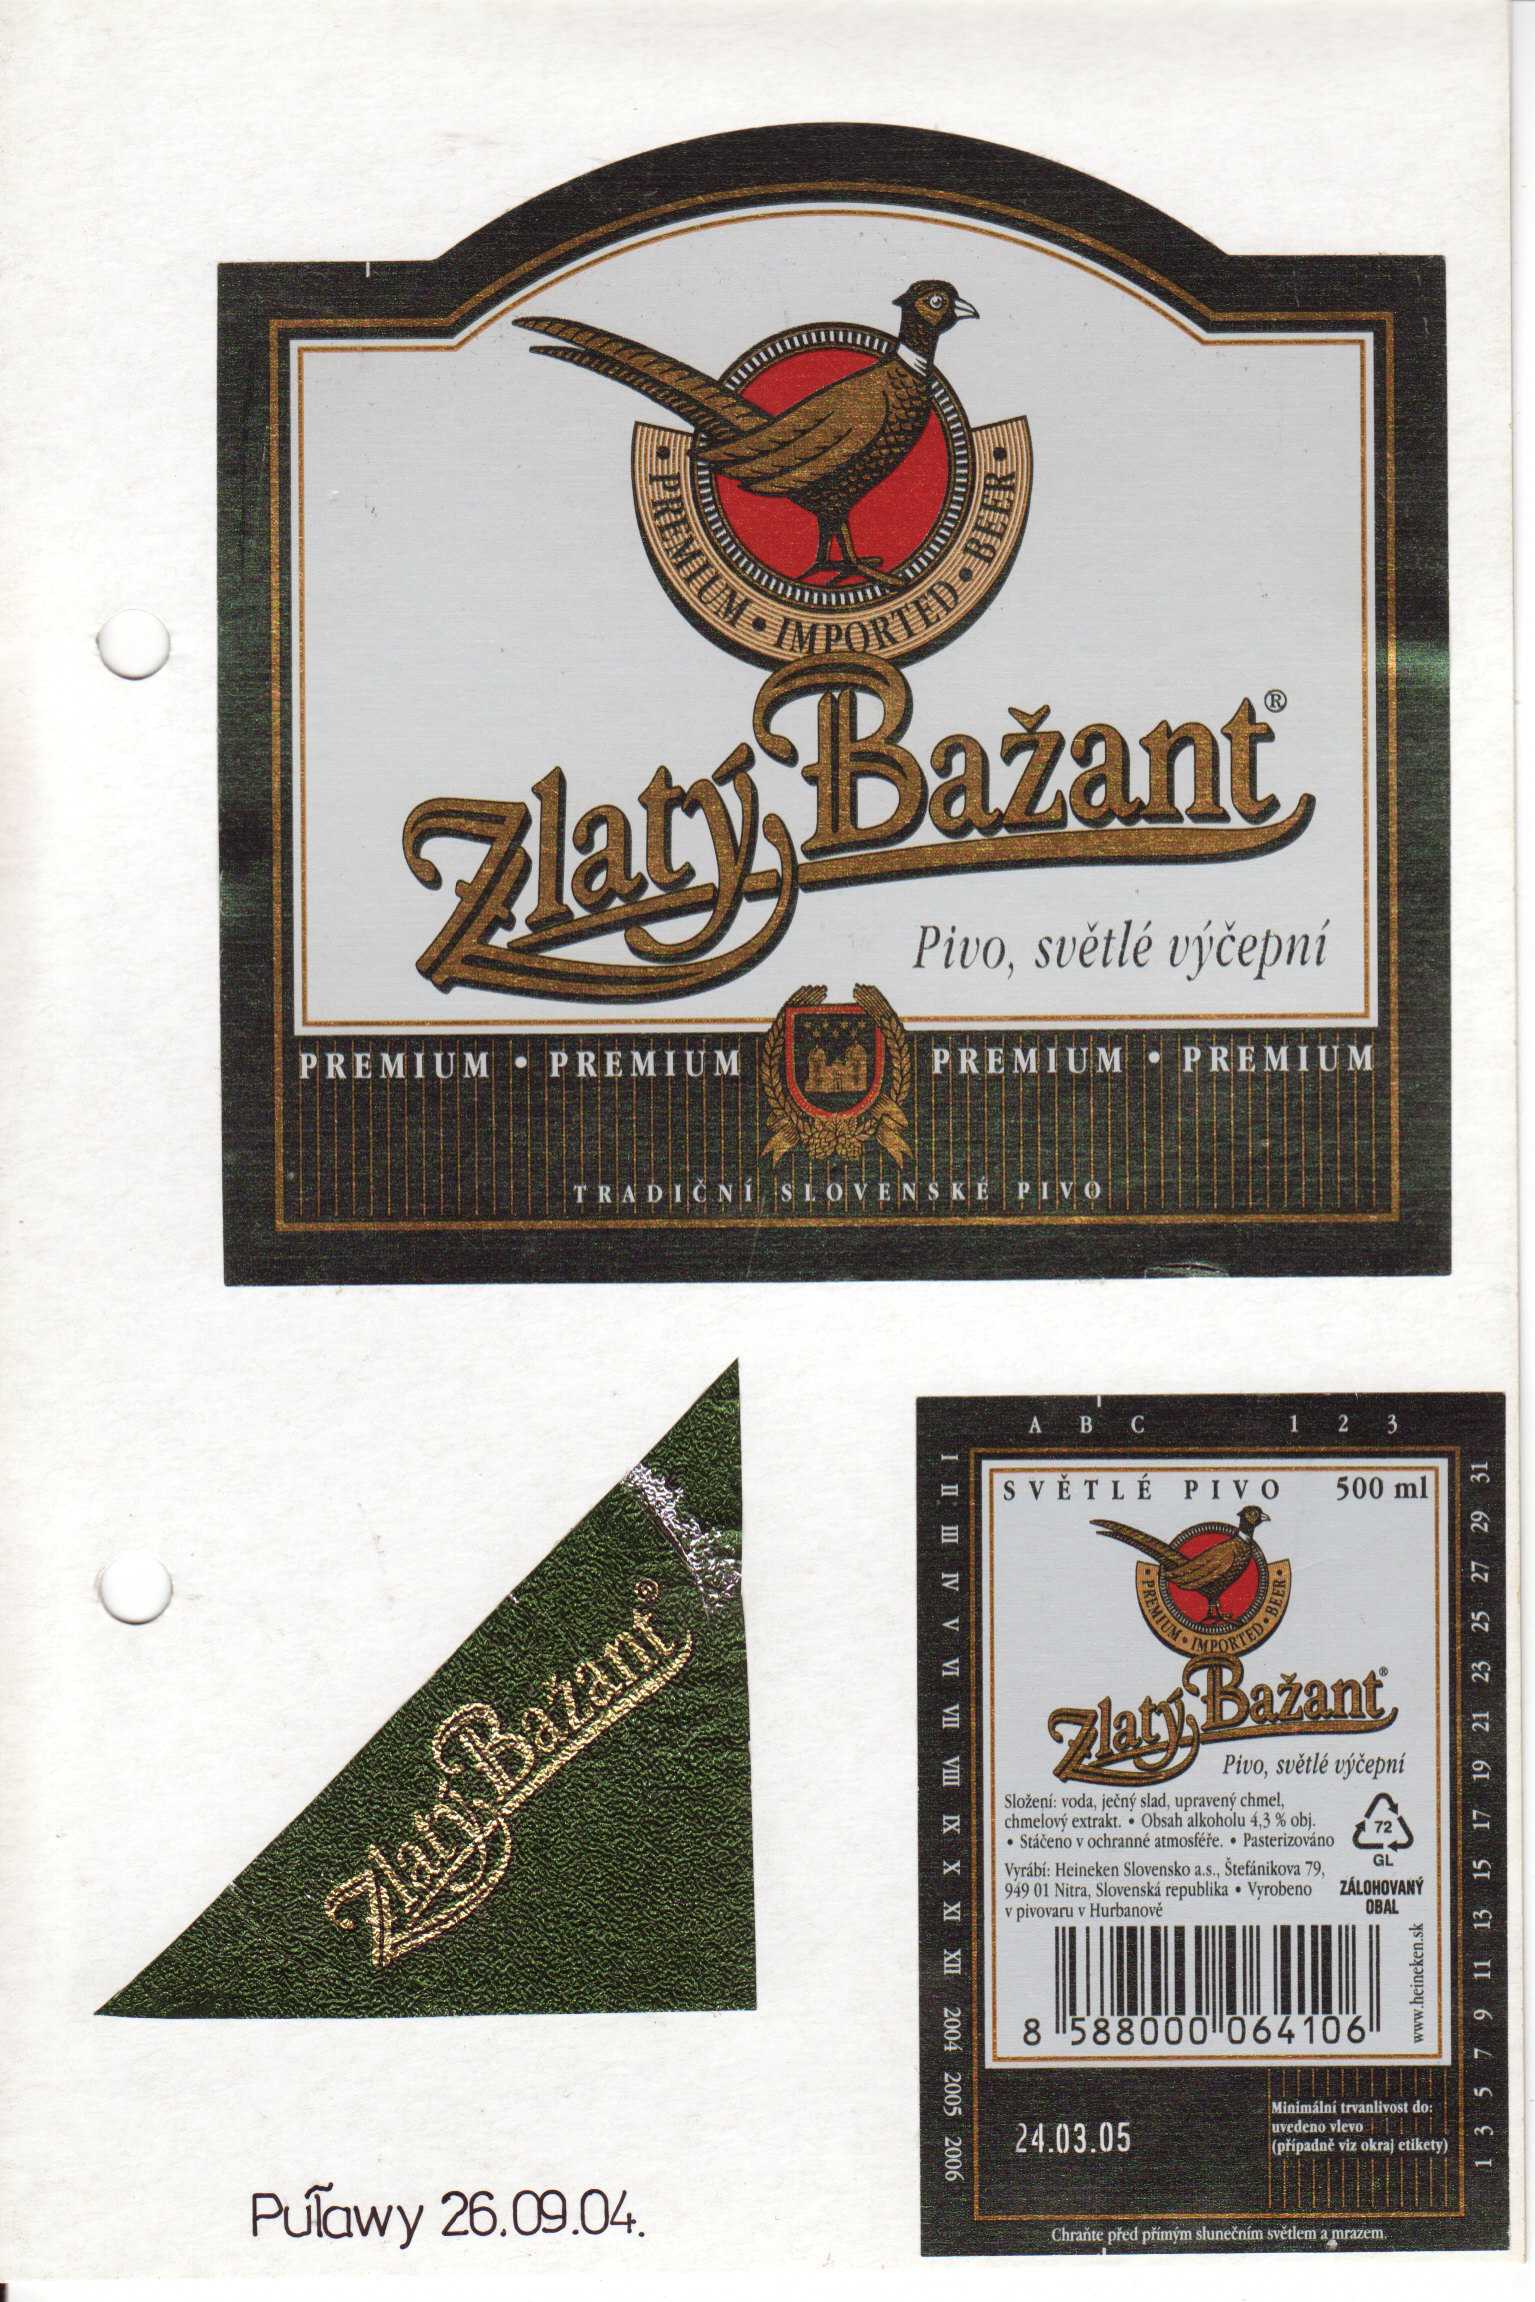 PREMIUM • IMPORTED • BEER
Zlatý Bažant®
Pivo, světlé výčepní
PREMIUM • PREMIUM PREMIUM • PREMIUM
TRADIČNÍ SLOVENSKÉ PIVO
Zlatý Bažant®
Puławy 26.09.04.
A B C 1 2 3
I II III IV V VI VII VIII IX X XI XII 2004 2005 2006
SVĚTLÉ PIVO 500 ml
PREMIUM • IMPORTED • BEER
Zlatý Bažant®
Pivo, světlé výčepní
Složení: voda, ječný slad, upravený chmel,
chmelový extrakt. • Obsah alkoholu 4,3 % obj.
• Stáčeno v ochranné atmosféře. • Pasterizováno
Vyrábí: Heineken Slovensko a.s., Štefánikova 79,
949 01 Nitra, Slovenská republika • Vyrobeno
v pivovaru v Hurbanově
72
GL
ZÁLOHOVANÝ
OBAL
www.heineken.sk
8 588000 064106
24.03.05
Minimální trvanlivost do:
uvedeno vlevo
(případně viz okraj etikety)
1 3 5 7 9 11 13 15 17 19 21 23 25 27 29 31
Chraňte před přímým slunečním světlem a mrazem.